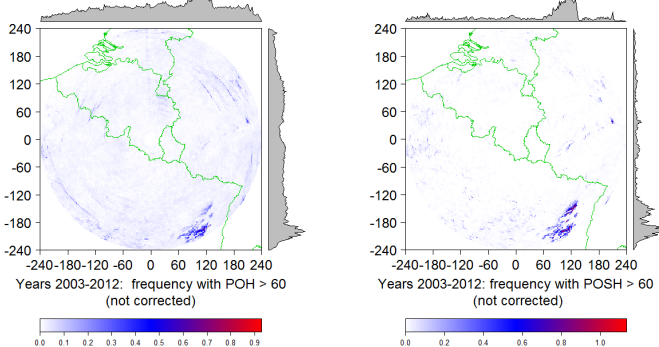 240
180
120
60
0
-60
-120
-180
-240
-240 -180 -120 -60 0 60 120 180 240
Years 2003-2012: frequency with POH > 60
(not corrected)
0.0 0.1 0.2 0.3 0.4 0.5 0.6 0.7 0.8 0.9
240
180
120
60
0
-60
-120
-180
-240
-240 -180 -120 -60 0 60 120 180 240
Years 2003-2012: frequency with POSH > 60
(not corrected)
0.0 0.2 0.4 0.6 0.8 1.0